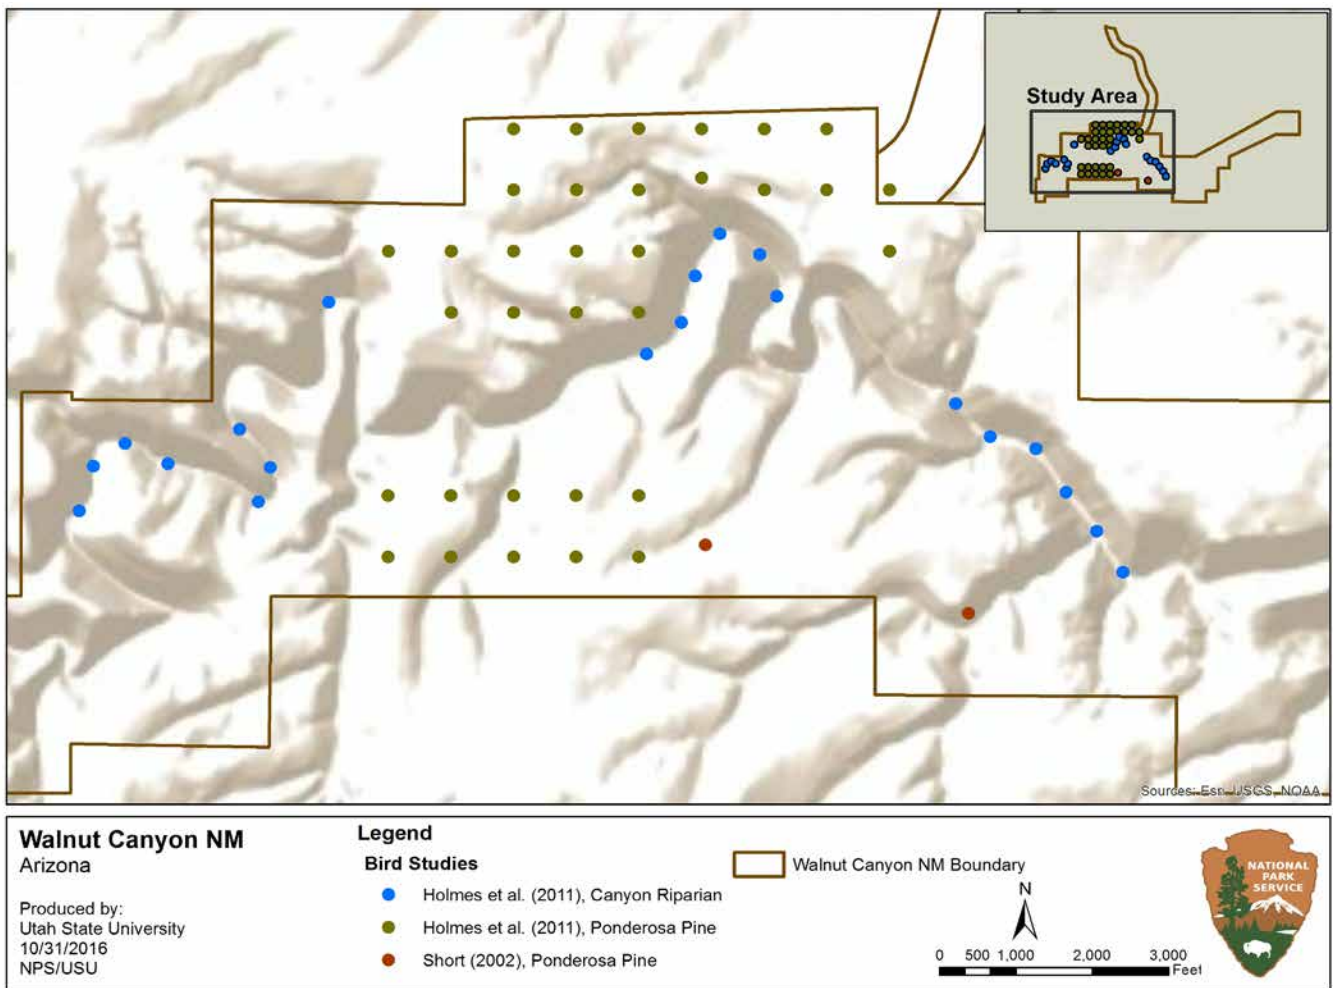 Study Area
Sources: Esri, USGS, NOAA
Walnut Canyon NM
Arizona
Produced by:
Utah State University
10/31/2016
NPS/USU
Legend
Bird Studies
Holmes et al. (2011), Canyon Riparian
Holmes et al. (2011), Ponderosa Pine
Short (2002), Ponderosa Pine
Walnut Canyon NM Boundary
N
0 500 1,000 2,000 3,000
Feet
NATIONAL
PARK
SERVICE